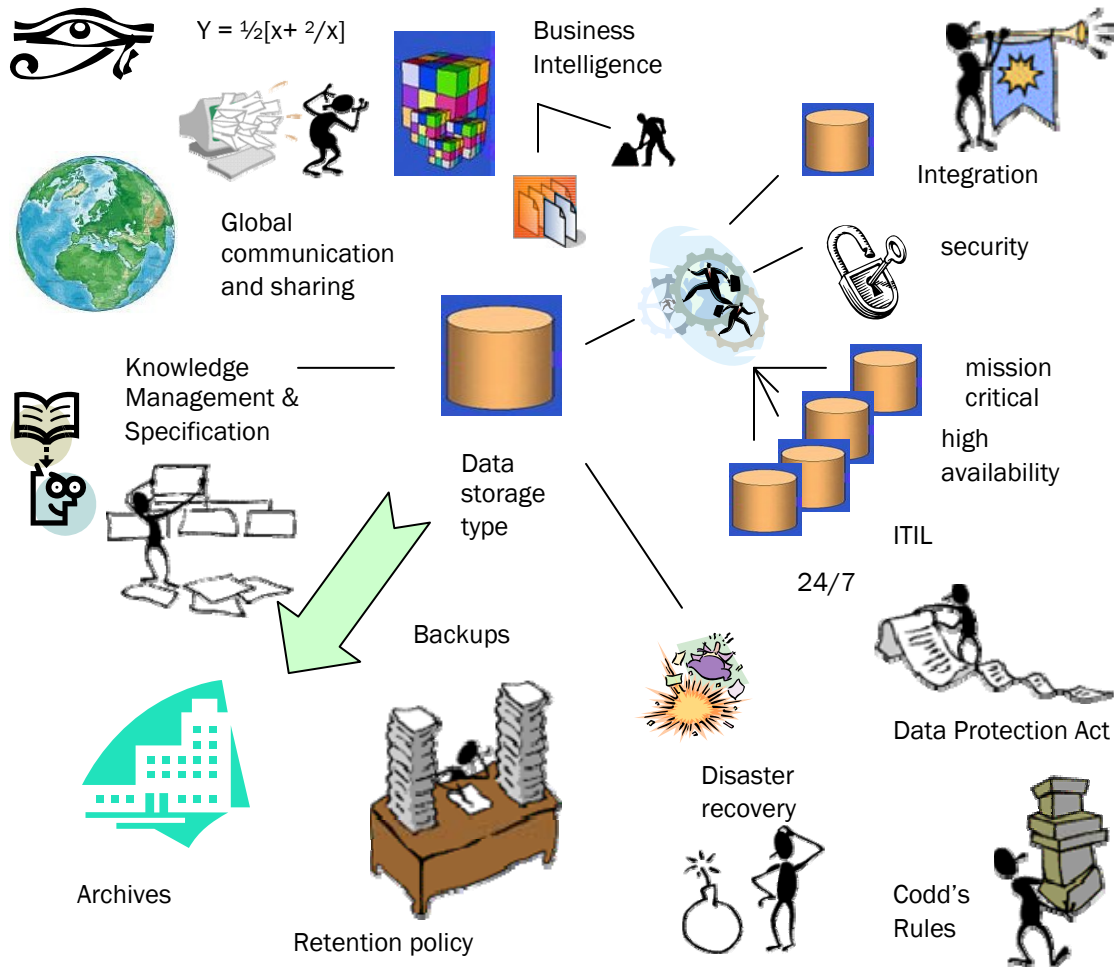 Y = ½[x+ ²/x]
Business
Intelligence
Integration
Global
communication
and sharing
security
Knowledge
Management &
Specification
mission
critical
high
availability
Data
storage
type
ITIL
24/7
Backups
Data Protection Act
Disaster
recovery
Archives
Codd's
Rules
Retention policy